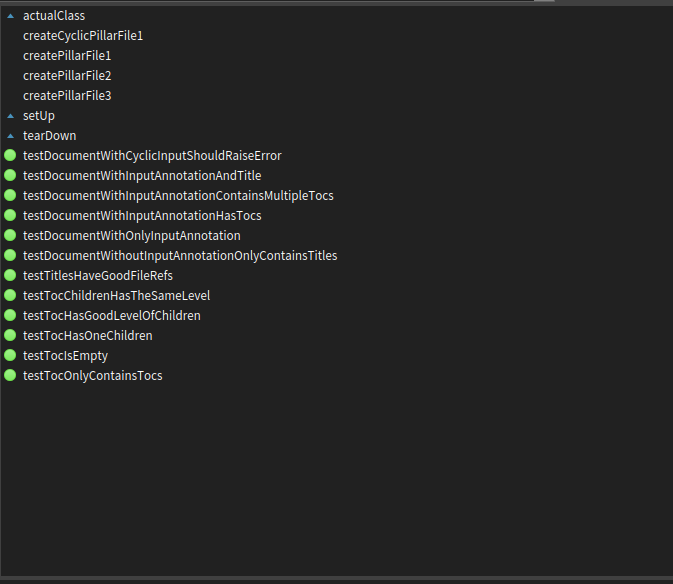 actualClass
createCyclicPillarFile1
createPillarFile1
createPillarFile2
createPillarFile3
setUp
tearDown
testDocumentWithCyclicInputShouldRaiseError
testDocumentWithInputAnnotationAndTitle
testDocumentWithInputAnnotationContainsMultipleTocs
testDocumentWithInputAnnotationHasTocs
testDocumentWithOnlyInputAnnotation
testDocumentWithoutInputAnnotationOnlyContainsTitles
testTitlesHaveGoodFileRefs
testTocChildrenHasTheSameLevel
testTocHasGoodLevelOfChildren
testTocHasOneChildren
testTocIsEmpty
testTocOnlyContainsTocs